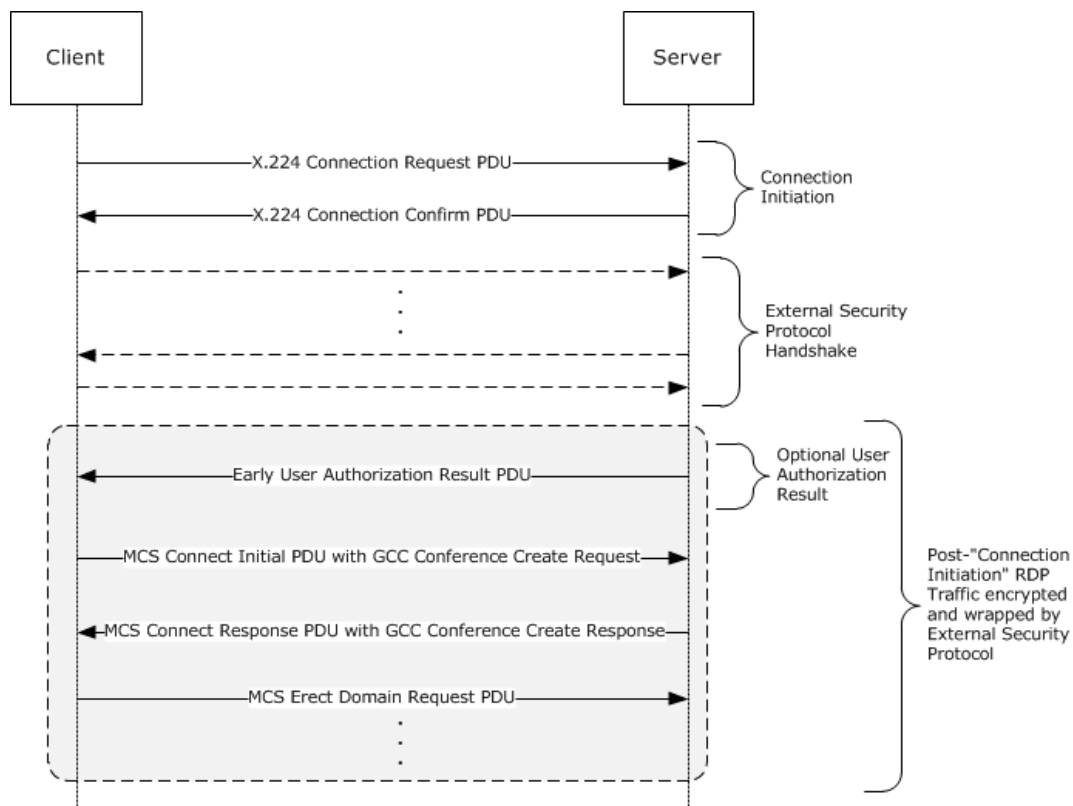 Client
Server
X.224 Connection Request PDU
Connection
Initiation
X.224 Connection Confirm PDU
External Security
Protocol
Handshake
Optional User
Authorization
Result
Early User Authorization Result PDU
MCS Connect Initial PDU with GCC Conference Create Request
Post-"Connection
Initiation" RDP
Traffic encrypted
and wrapped by
External Security
Protocol
MCS Connect Response PDU with GCC Conference Create Response
MCS Erect Domain Request PDU